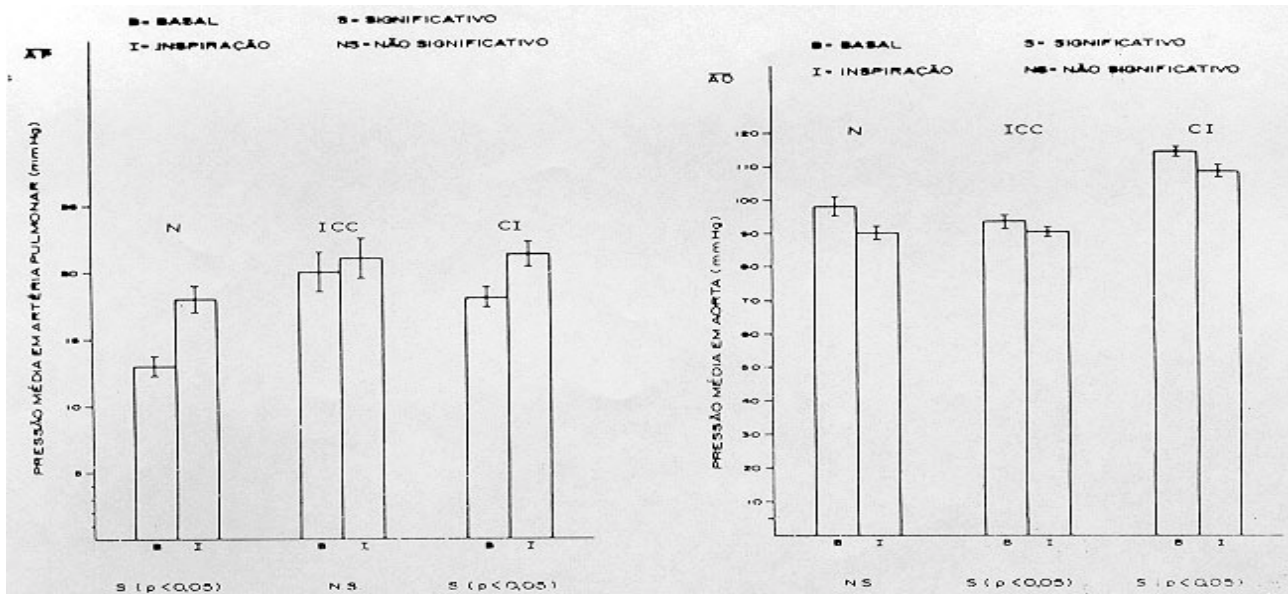 B - BASAL S - SIGNIFICATIVO
I - INSPIRAÇÃO NS - NÃO SIGNIFICATIVO
AP
PRESSÃO MÉDIA EM ARTÉRIA PULMONAR (mmHg)
25
20
15
10
5
N ICC CI
B I B I B I
S (p < 0,05) NS S (p < 0,05)
B - BASAL S - SIGNIFICATIVO
I - INSPIRAÇÃO NS - NÃO SIGNIFICATIVO
AO
PRESSÃO MÉDIA EM AORTA (mmHg)
120
110
100
90
80
70
60
50
40
30
20
10
N ICC CI
B I B I B I
NS S (p < 0,05) S (p < 0,05)